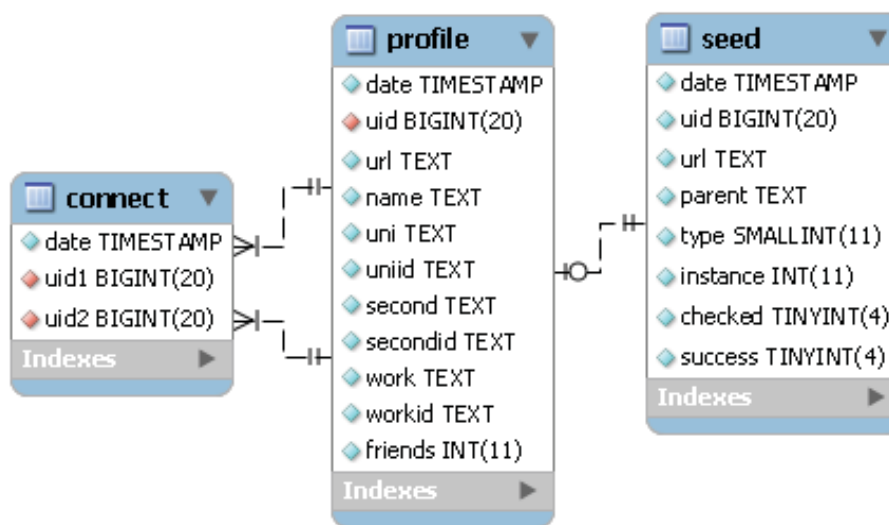 connect
date TIMESTAMP
uid1 BIGINT(20)
uid2 BIGINT(20)
Indexes
profile
date TIMESTAMP
uid BIGINT(20)
url TEXT
name TEXT
uni TEXT
uniid TEXT
second TEXT
secondid TEXT
work TEXT
workid TEXT
friends INT(11)
Indexes
seed
date TIMESTAMP
uid BIGINT(20)
url TEXT
parent TEXT
type SMALLINT(11)
instance INT(11)
checked TINYINT(4)
success TINYINT(4)
Indexes